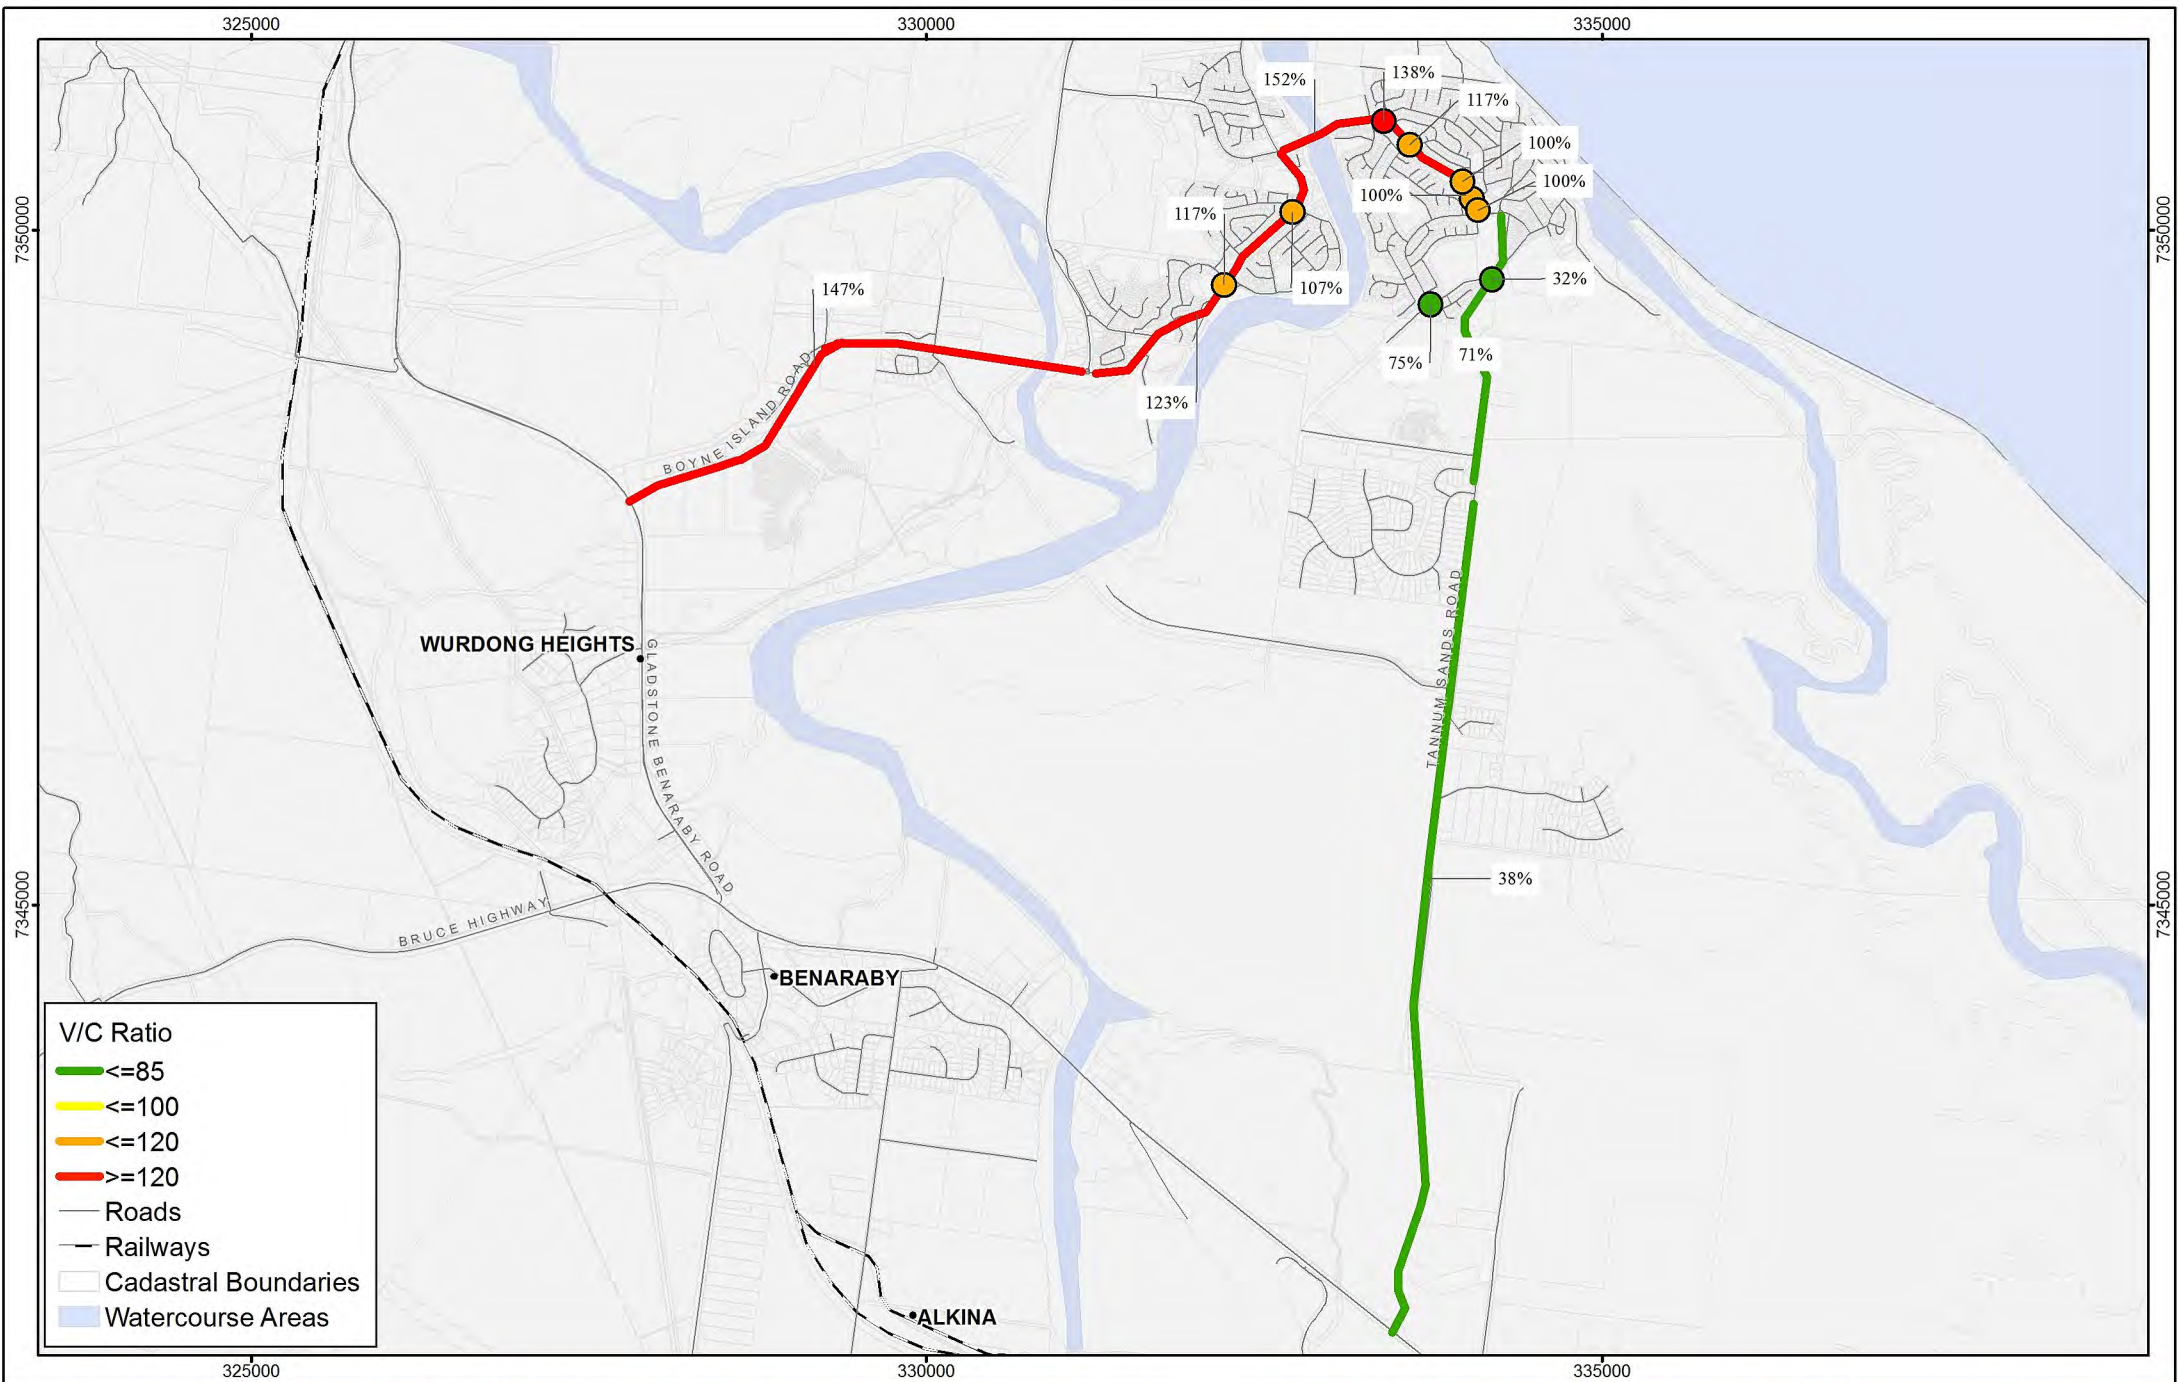 325000
330000
335000
152%
138%
117%
100%
100%
100%
7350000
7350000
117%
107%
32%
147%
75%
71%
123%
BOYNE ISLAND ROAD
TANNUM SANDS ROAD
WURDONG HEIGHTS
GLADSTONE BENARABY ROAD
38%
7345000
7345000
BRUCE HIGHWAY
BENARABY
V/C Ratio
<=85
<=100
<=120
>=120
Roads
Railways
Cadastral Boundaries
Watercourse Areas
ALKINA
325000
330000
335000